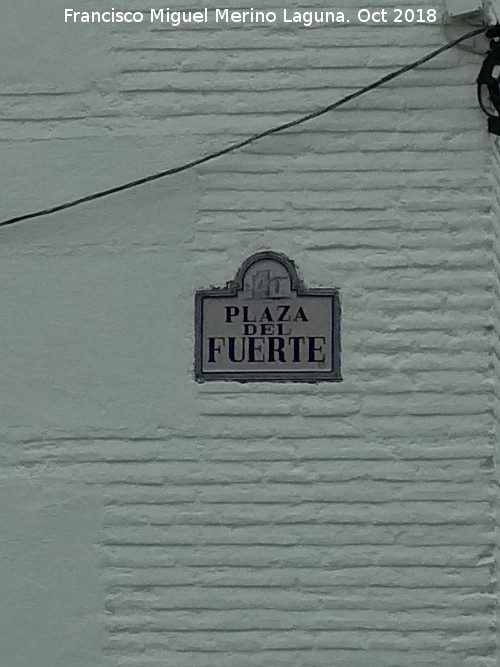 Francisco Miguel Merino Laguna. Oct 2018
PLAZA
DEL
FUERTE